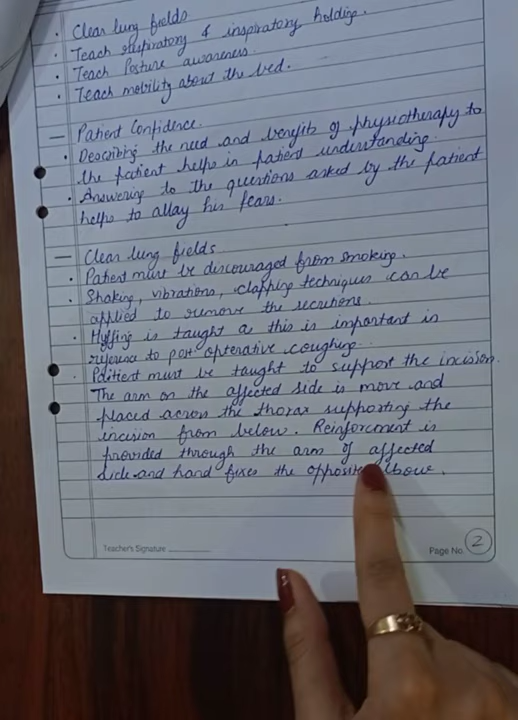 · Clear lung fields
· Teach expiratory & inspiratory holding.
· Teach Posture awareness.
· Teach mobility about the bed.
— Patient Confidence.
· Describing the need and benefits of physiotherapy to
the patient helps in patient understanding.
· Answering to the questions asked by the patient
helps to allay his fears.
— Clear lung fields
· Patient must be discouraged from smoking.
· Shaking, vibrations, clapping techniques can be
applied to remove the secretions.
· Huffing is taught as this is important in
reference to post opterative coughing.
· Paitient must be taught to support the incision.
The arm on the affected side is move and
placed across the thorax supporting the
incision from below. Reinforcement is
provided through the arm of affected
side and hand fixes the opposite elbow.
Teacher's Signature
Page No. 2